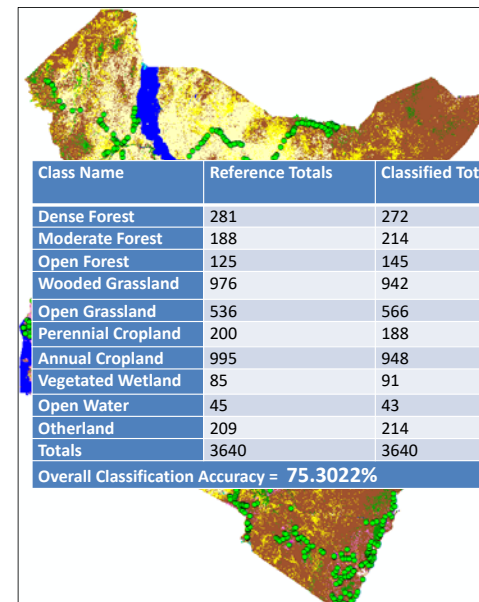 Class Name Reference Totals Classified Tot
Dense Forest 281 272
Moderate Forest 188 214
Open Forest 125 145
Wooded Grassland 976 942
Open Grassland 536 566
Perennial Cropland 200 188
Annual Cropland 995 948
Vegetated Wetland 85 91
Open Water 45 43
Otherland 209 214
Totals 3640 3640
Overall Classification Accuracy = 75.3022%